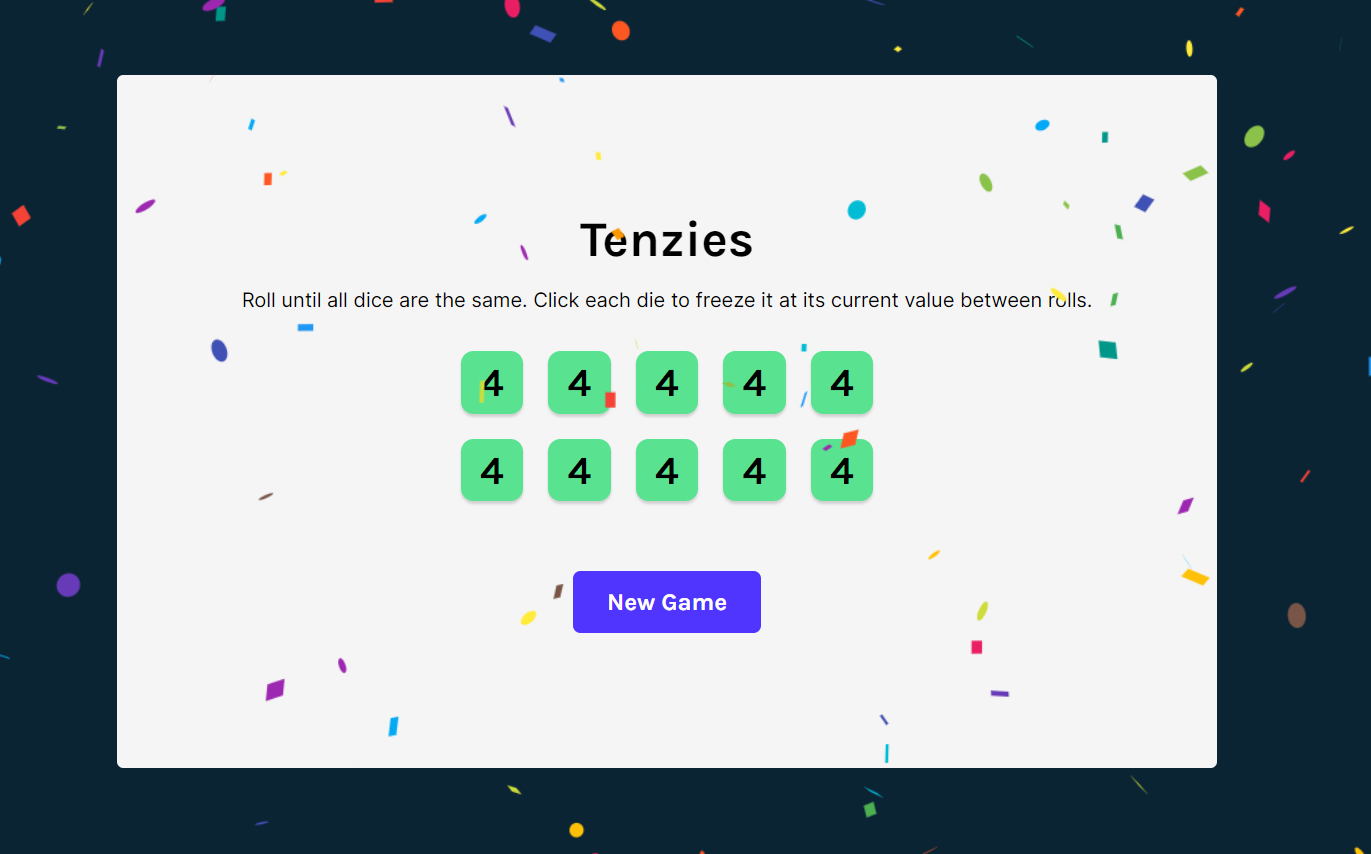 Tenzies
Roll until all dice are the same. Click each die to freeze it at its current value between rolls.
4 4 4 4 4
4 4 4 4 4
New Game